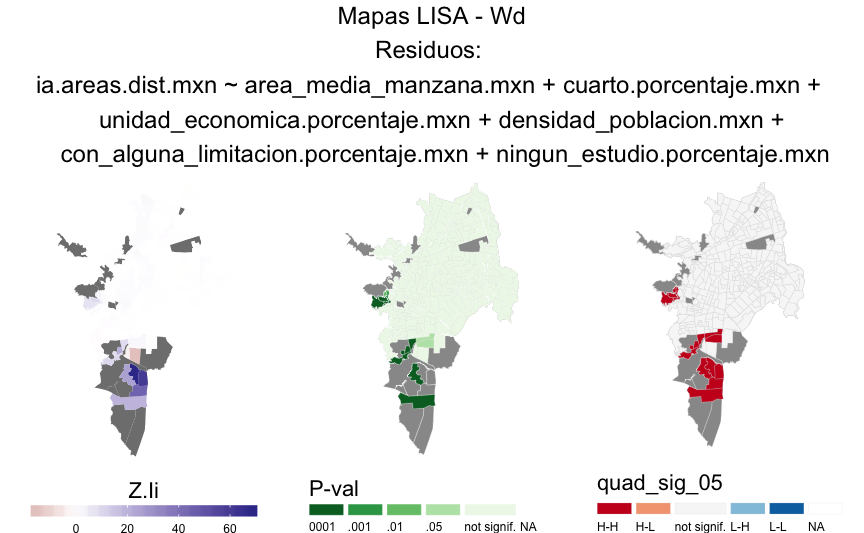 Mapas LISA - Wd
Residuos:
ia.areas.dist.mxn ~ area_media_manzana.mxn + cuarto.porcentaje.mxn +
unidad_economica.porcentaje.mxn + densidad_poblacion.mxn +
con_alguna_limitacion.porcentaje.mxn + ningun_estudio.porcentaje.mxn
Z.Ii
0 20 40 60
P-val
0001 .001 .01 .05 not signif. NA
quad_sig_05
H-H H-L not signif. L-H L-L NA